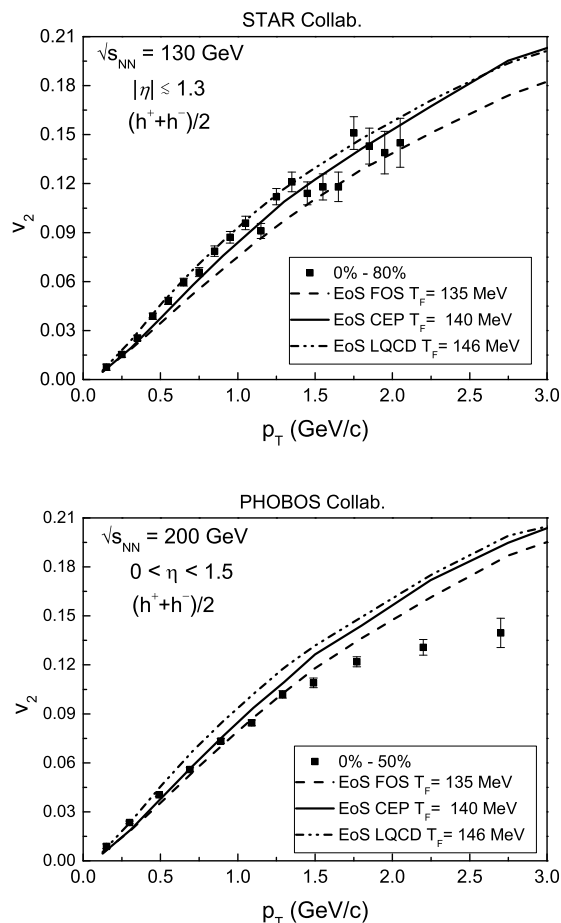 STAR Collab.
√s_NN = 130 GeV
|η| ≲ 1.3
(h⁺+h⁻)/2
0.21
0.18
0.15
0.12
0.09
0.06
0.03
0.00
v₂
0% - 80%
EoS FOS T_F= 135 MeV
EoS CEP T_F= 140 MeV
EoS LQCD T_F= 146 MeV
0.0 0.5 1.0 1.5 2.0 2.5 3.0
p_T (GeV/c)
PHOBOS Collab.
√s_NN = 200 GeV
0 < η < 1.5
(h⁺+h⁻)/2
0.21
0.18
0.15
0.12
0.09
0.06
0.03
0.00
v₂
0% - 50%
EoS FOS T_F= 135 MeV
EoS CEP T_F= 140 MeV
EoS LQCD T_F= 146 MeV
0.0 0.5 1.0 1.5 2.0 2.5 3.0
p_T (GeV/c)